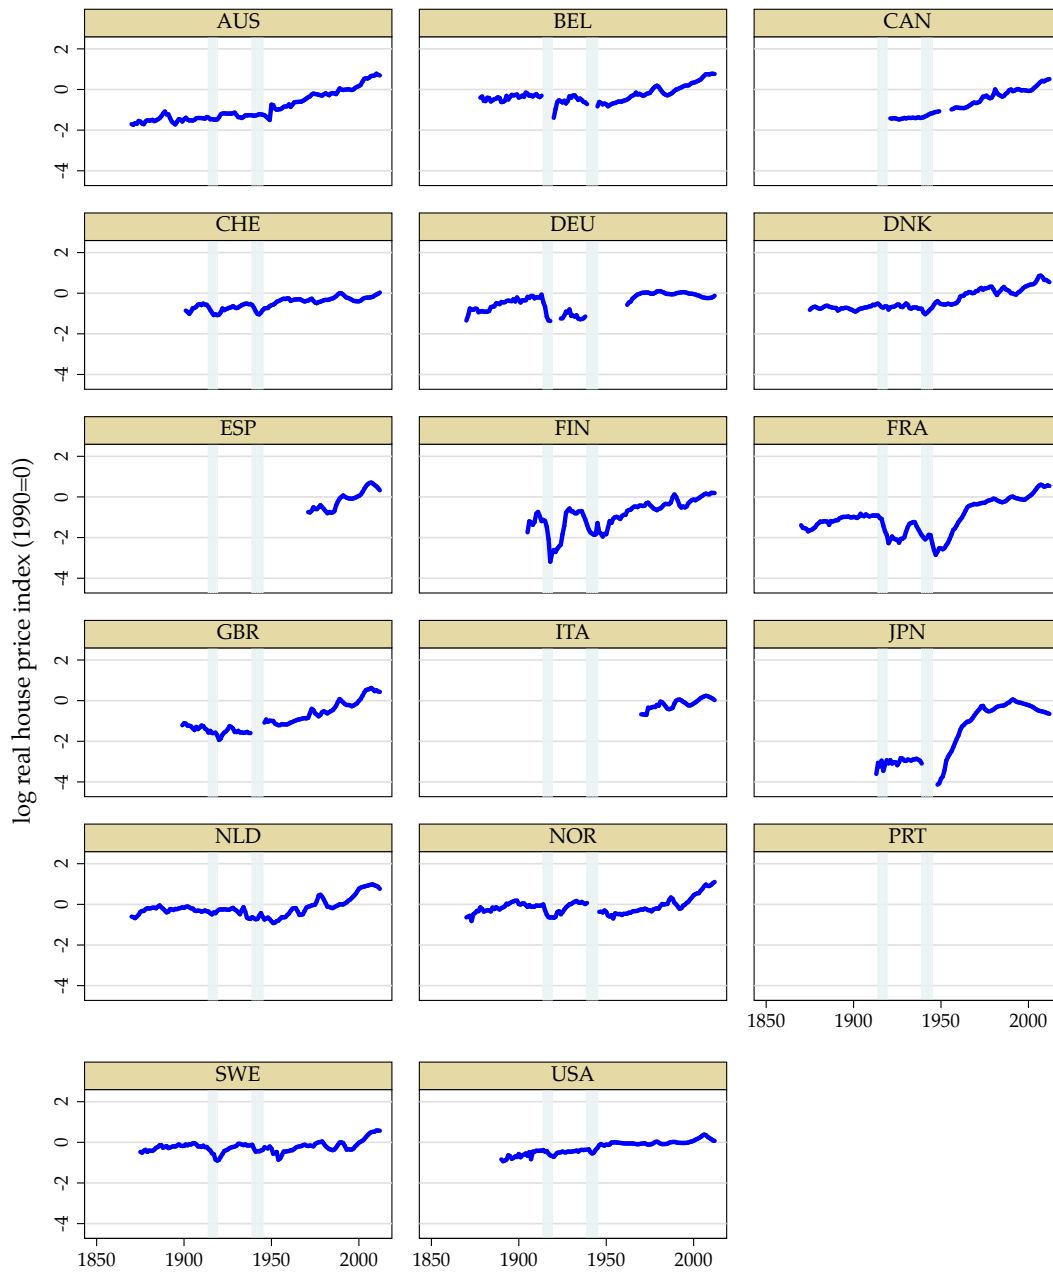 AUS BEL CAN
2
0
-2
-4
CHE DEU DNK
2
0
-2
-4
log real house price index (1990=0)
ESP FIN FRA
2
0
-2
-4
GBR ITA JPN
2
0
-2
-4
NLD NOR PRT
2
0
-2
-4
1850 1900 1950 2000
SWE USA
2
0
-2
-4
1850 1900 1950 2000 1850 1900 1950 2000